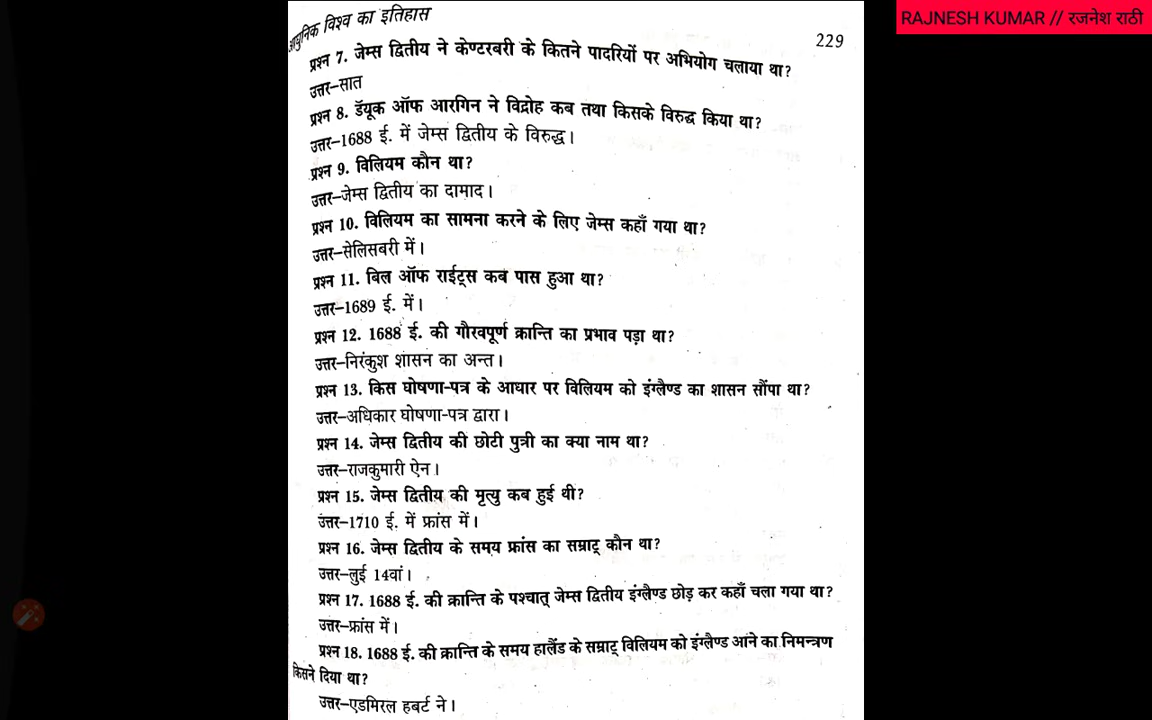 RAJNESH KUMAR // रजनेश राठी
आधुनिक विश्व का इतिहास
229
प्रश्न 7. जेम्स द्वितीय ने केण्टरबरी के कितने पादरियों पर अभियोग चलाया था?
उत्तर–सात
प्रश्न 8. ड्यूक ऑफ आरगिन ने विद्रोह कब तथा किसके विरुद्ध किया था?
उत्तर–1688 ई. में जेम्स द्वितीय के विरुद्ध।
प्रश्न 9. विलियम कौन था?
उत्तर–जेम्स द्वितीय का दामाद।
प्रश्न 10. विलियम का सामना करने के लिए जेम्स कहाँ गया था?
उत्तर–सेलिसबरी में।
प्रश्न 11. बिल ऑफ राईट्स कब पास हुआ था?
उत्तर–1689 ई. में।
प्रश्न 12. 1688 ई. की गौरवपूर्ण क्रान्ति का प्रभाव पड़ा था?
उत्तर–निरंकुश शासन का अन्त।
प्रश्न 13. किस घोषणा-पत्र के आधार पर विलियम को इंग्लैण्ड का शासन सौंपा था?
उत्तर–अधिकार घोषणा-पत्र द्वारा।
प्रश्न 14. जेम्स द्वितीय की छोटी पुत्री का क्या नाम था?
उत्तर–राजकुमारी ऐन।
प्रश्न 15. जेम्स द्वितीय की मृत्यु कब हुई थी?
उत्तर–1710 ई. में फ्रांस में।
प्रश्न 16. जेम्स द्वितीय के समय फ्रांस का सम्राट् कौन था?
उत्तर–लुई 14वां।
प्रश्न 17. 1688 ई. की क्रान्ति के पश्चात् जेम्स द्वितीय इंग्लैण्ड छोड़ कर कहाँ चला गया था?
उत्तर–फ्रांस में।
प्रश्न 18. 1688 ई. की क्रान्ति के समय हालैंड के सम्राट् विलियम को इंग्लैण्ड आने का निमन्त्रण
किसने दिया था?
उत्तर–एडमिरल हबर्ट ने।